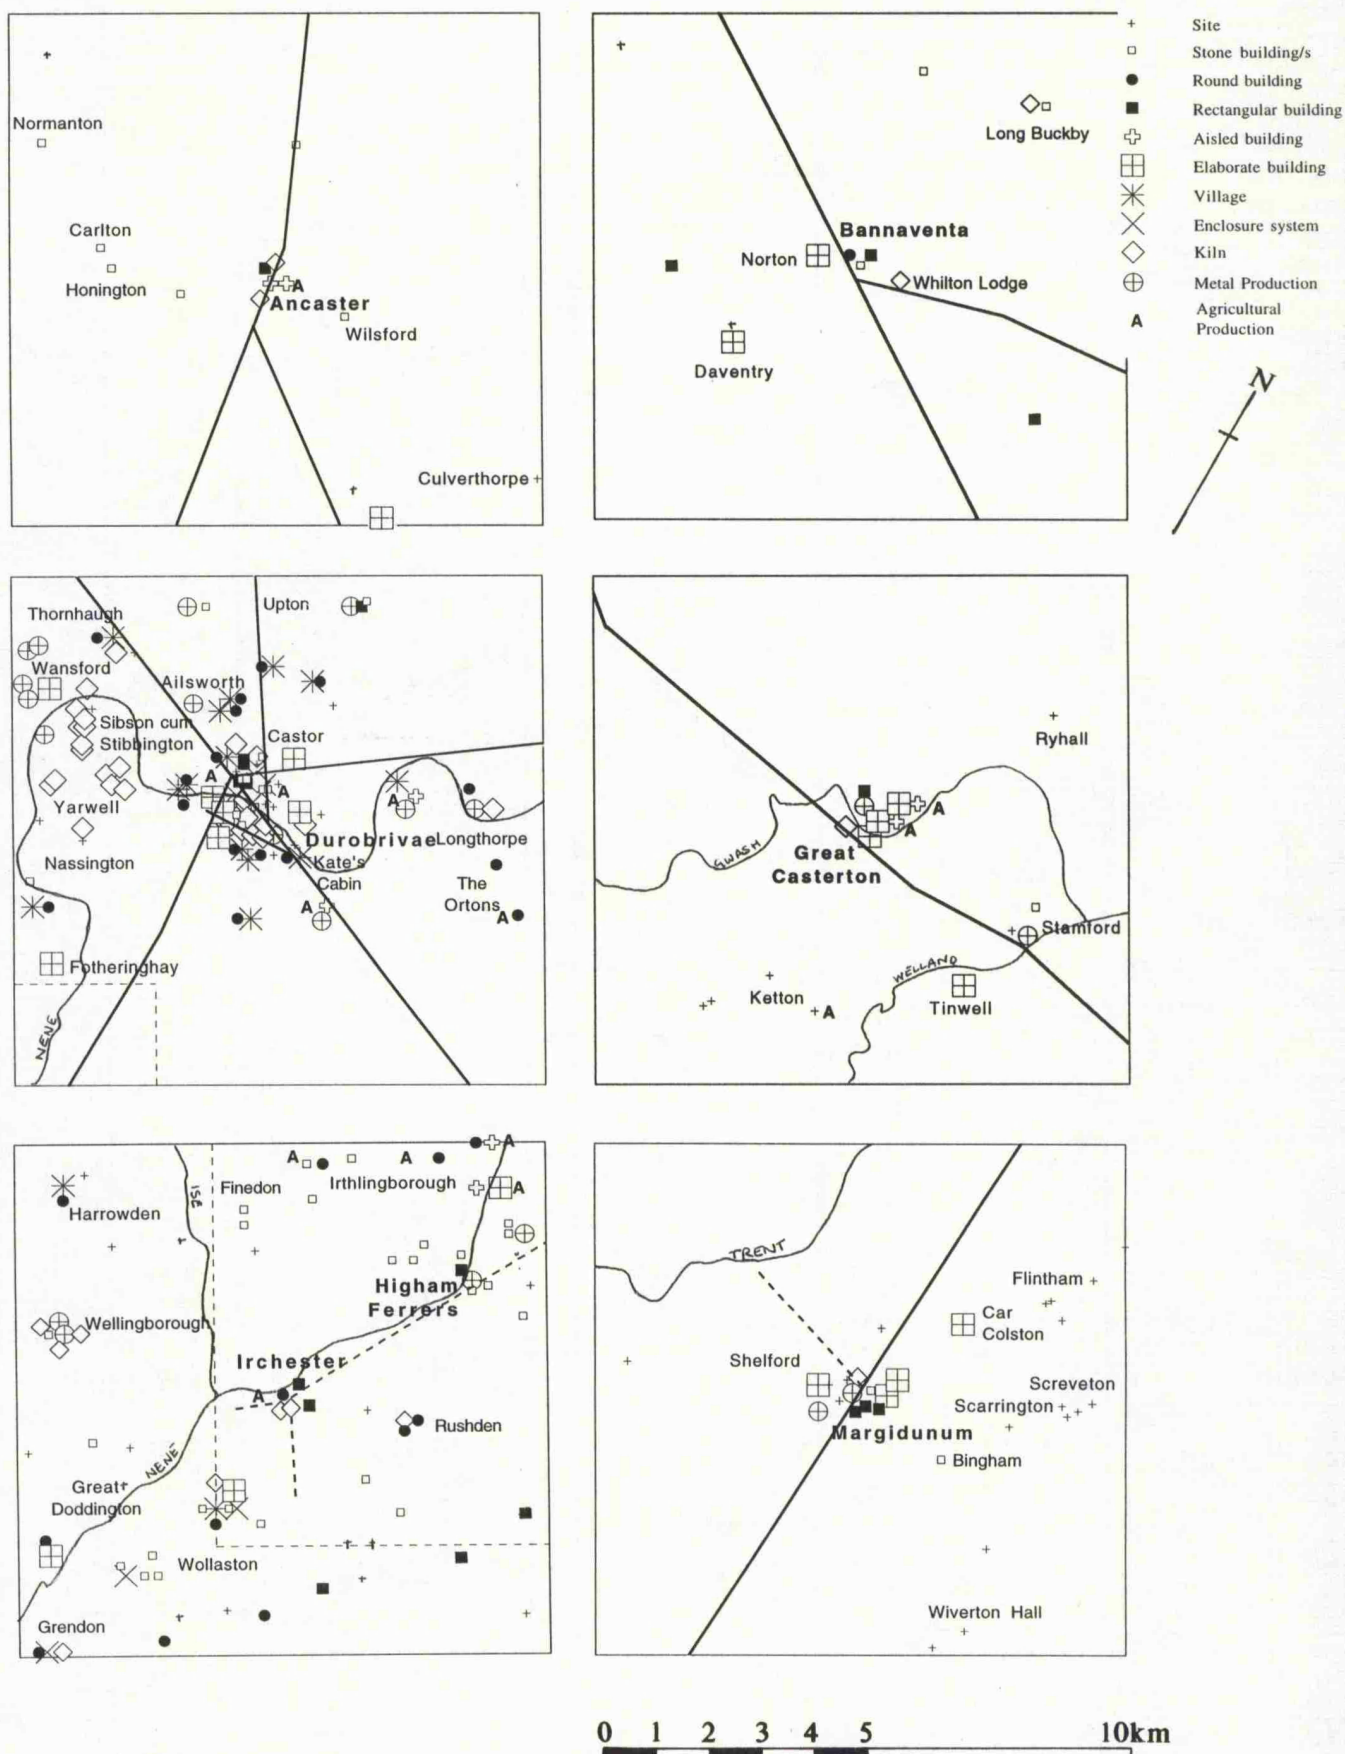 Normanton
Carlton
Honington
Ancaster
A
Wilsford
Culverthorpe
Long Buckby
Bannaventa
Norton
Whilton Lodge
Daventry
Site
Stone building/s
Round building
Rectangular building
Aisled building
Elaborate building
Village
Enclosure system
Kiln
Metal Production
A Agricultural
Production
N
Thornhaugh
Upton
Wansford
Ailsworth
Sibson cum
Stibbington
Castor
A
A
A
Yarwell
Durobrivae
Longthorpe
Nassington
Kate's
Cabin
The
Ortons
A
A
Fotheringhay
NENE
Ryhall
A
A
GWASH
Great
Casterton
Stamford
WELLAND
Ketton
A
Tinwell
A
A
A
Finedon
Irthlingborough
A
ISE
Harrowden
Higham
Ferrers
Wellingborough
Irchester
A
Rushden
NENE
Great
Doddington
Wollaston
Grendon
TRENT
Flintham
Car
Colston
Shelford
Screveton
Scarrington
Margidunum
Bingham
Wiverton Hall
0 1 2 3 4 5 10km